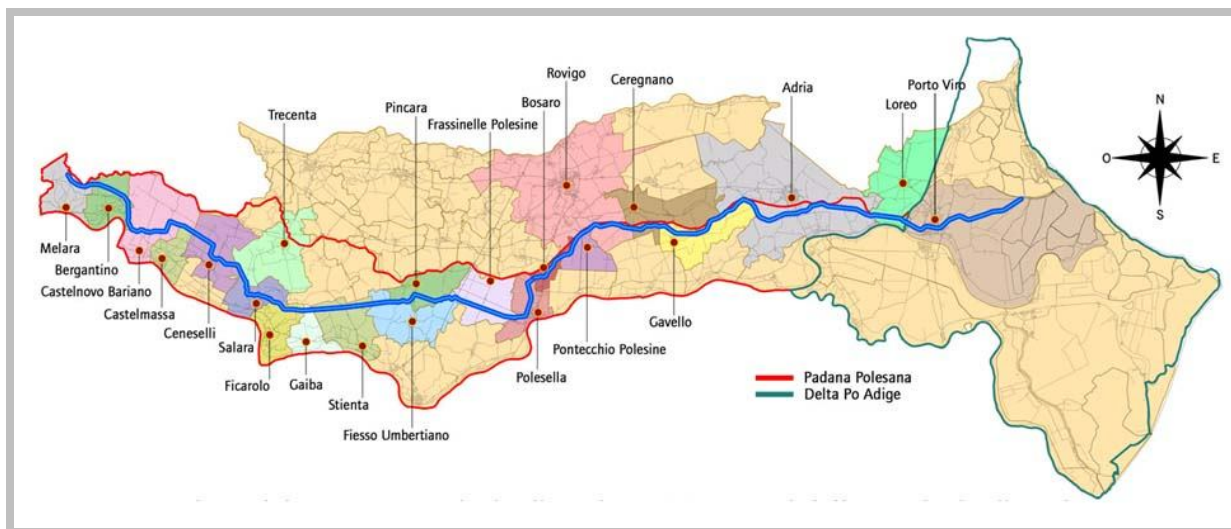 Rovigo
Ceregnano
Bosaro
Adria
Porto Viro
Loreo
Pincara
Frassinelle Polesine
Trecenta
N
O
E
S
Melara
Bergantino
Castelnovo Bariano
Castelmassa
Ceneselli
Salara
Ficarolo
Gaiba
Stienta
Fiesso Umbertiano
Polesella
Pontecchio Polesine
Gavello
Padana Polesana
Delta Po Adige